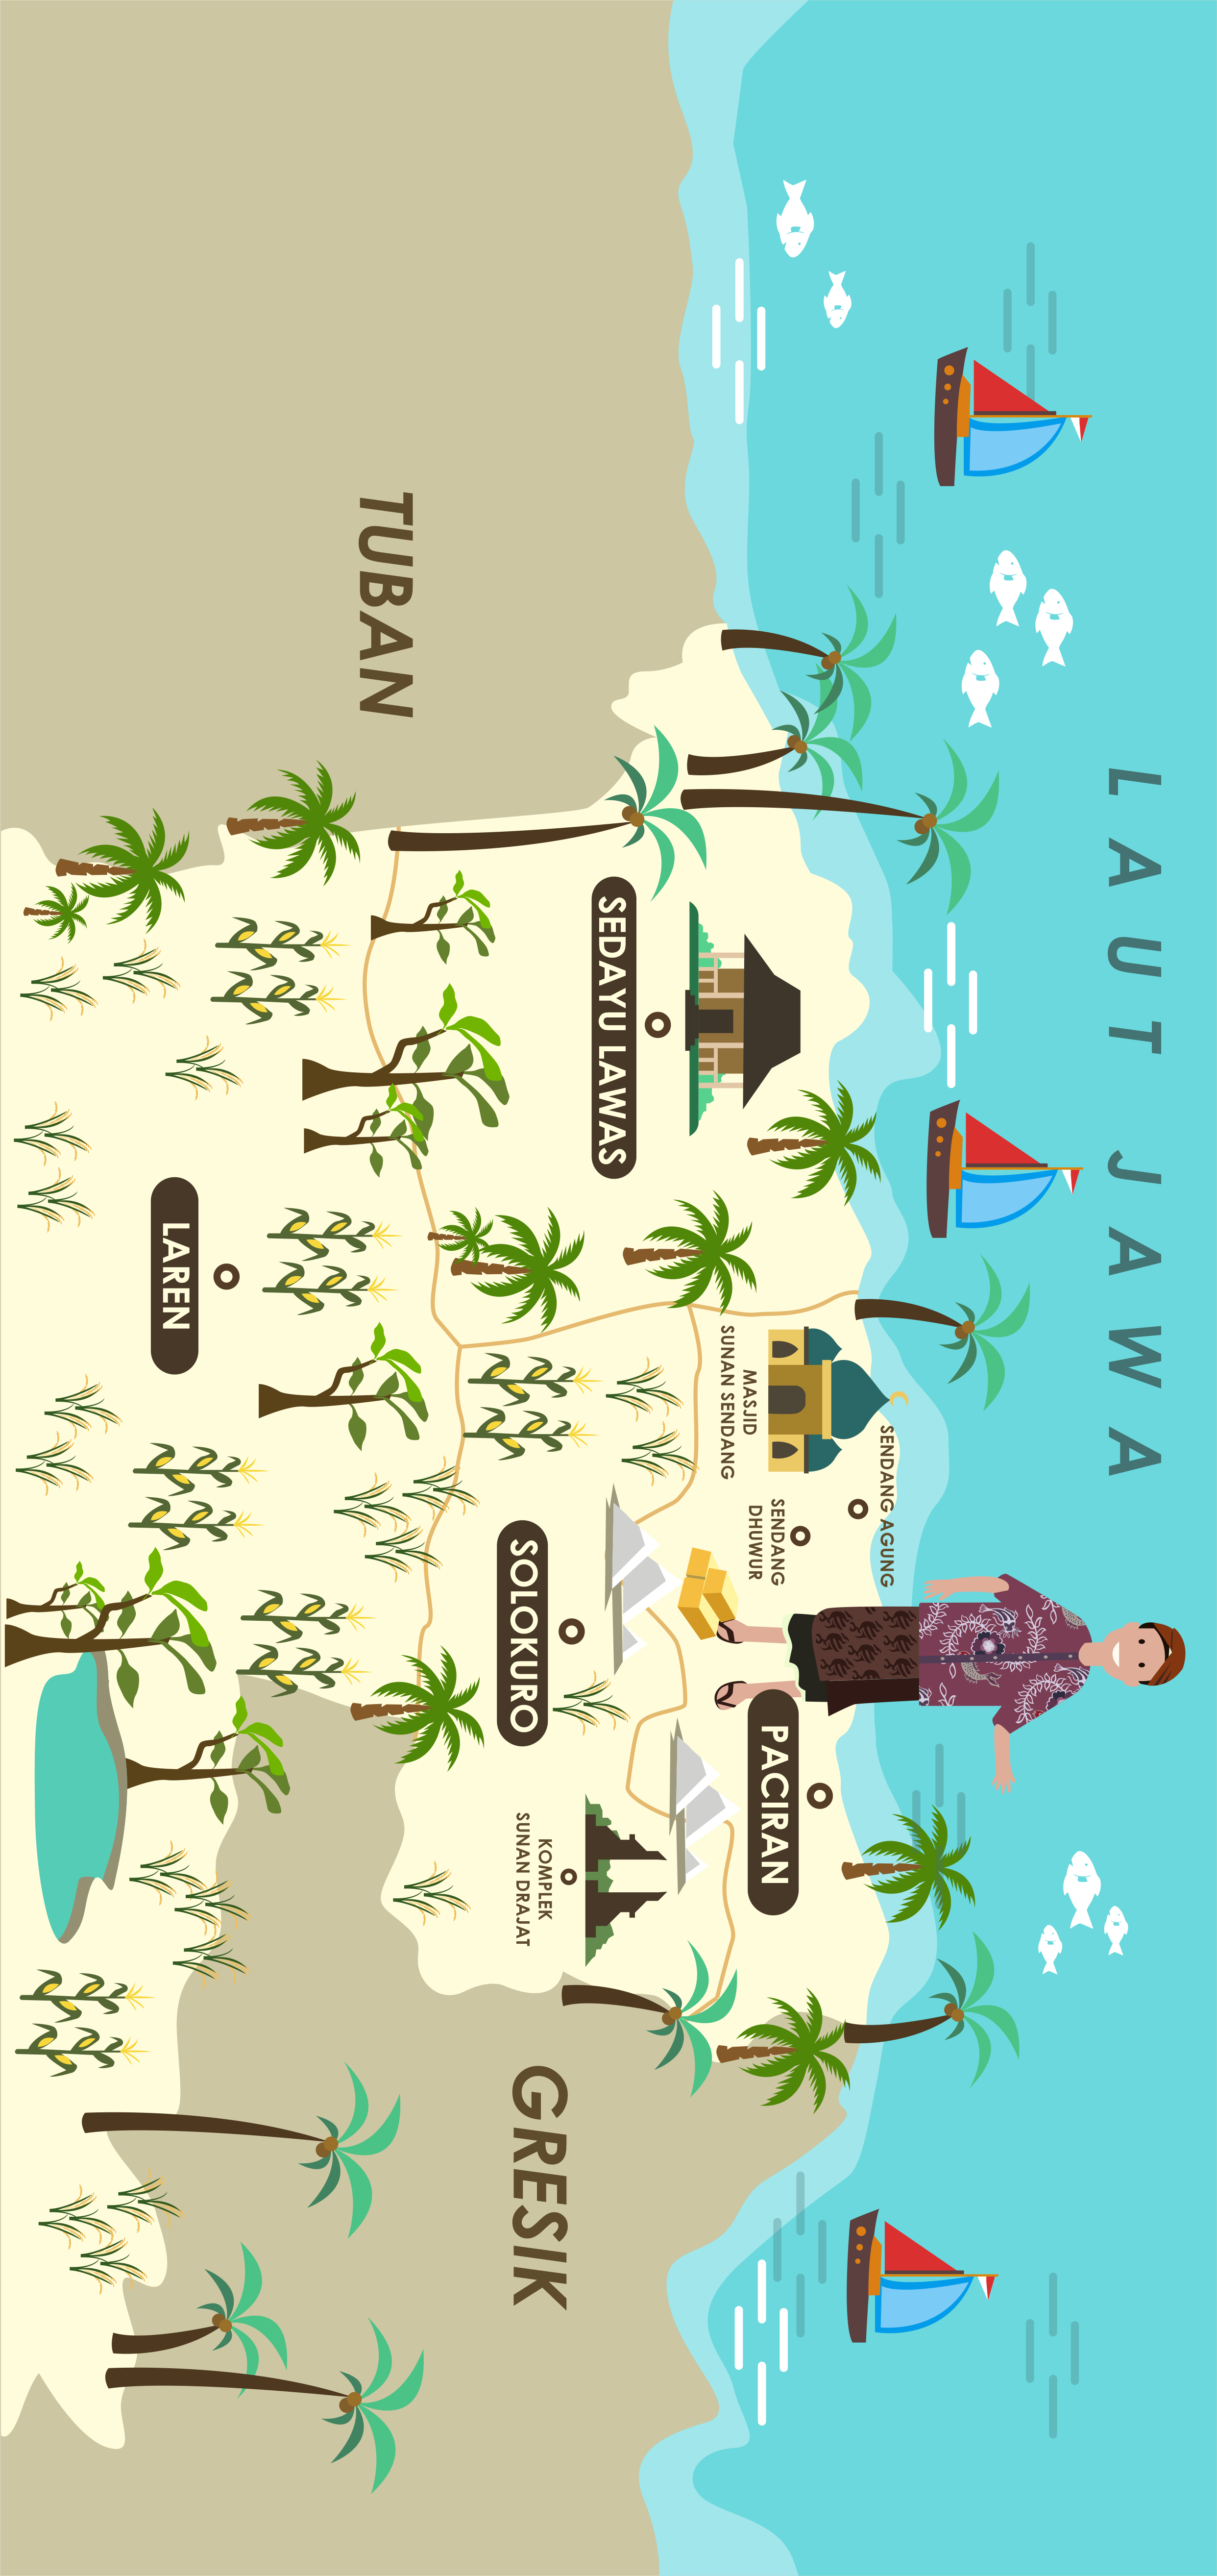 LAUT JAWA
TUBAN
SEDAYU LAWAS
SENDANG AGUNG
MASJID
SUNAN SENDANG
SENDANG
DHUWUR
PACIRAN
SOLOKURO
KOMPLEK
SUNAN DRAJAT
GRESIK
LAREN